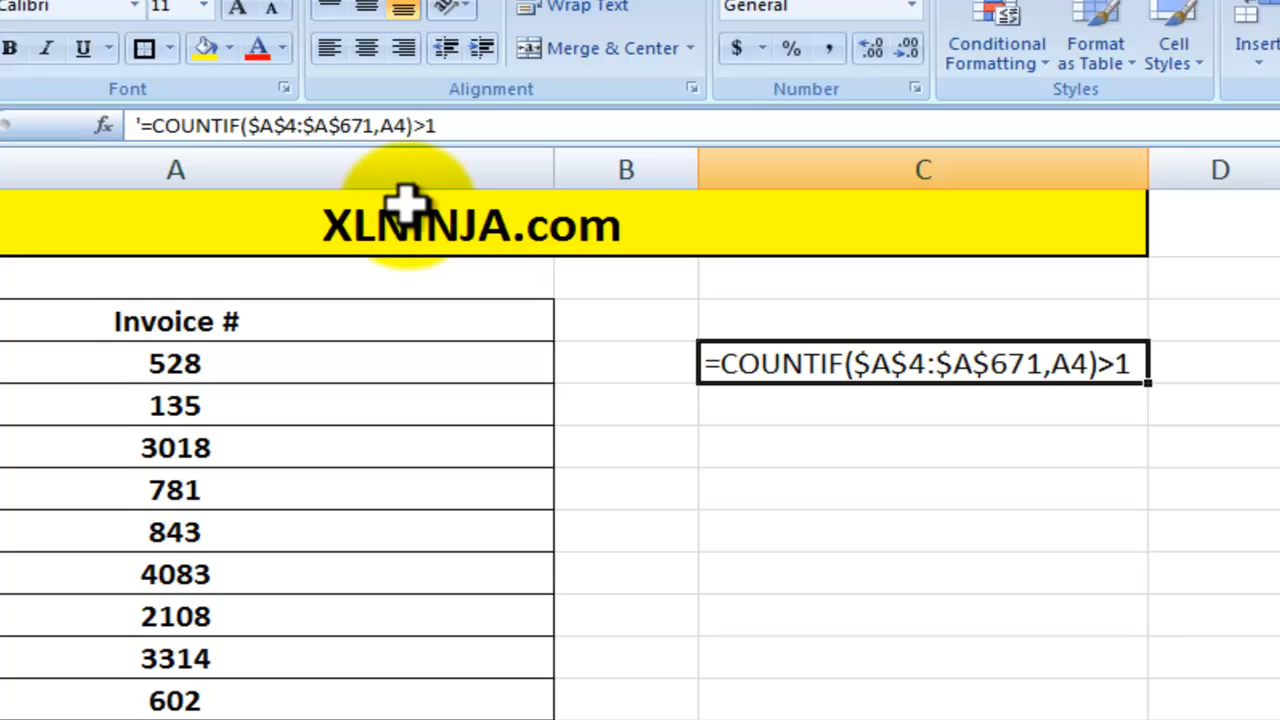 Calibri 11 A A Wrap Text General
B I U A Merge & Center $ % , .00 .00 Conditional Formatting Format as Table Cell Styles Insert
Font Alignment Number Styles
fx '=COUNTIF($A$4:$A$671,A4)>1
A B C D
XLNINJA.com
Invoice #
528 =COUNTIF($A$4:$A$671,A4)>1
135
3018
781
843
4083
2108
3314
602